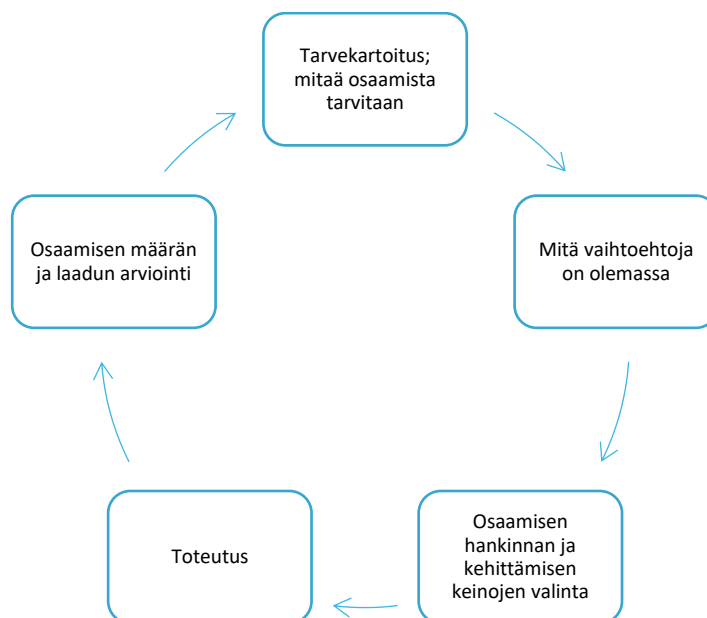 Tarvekartoitus;
mitaä osaamista
tarvitaan
Mitä vaihtoehtoja
on olemassa
Osaamisen
hankinnan ja
kehittämisen
keinojen valinta
Toteutus
Osaamisen määrän
ja laadun arviointi